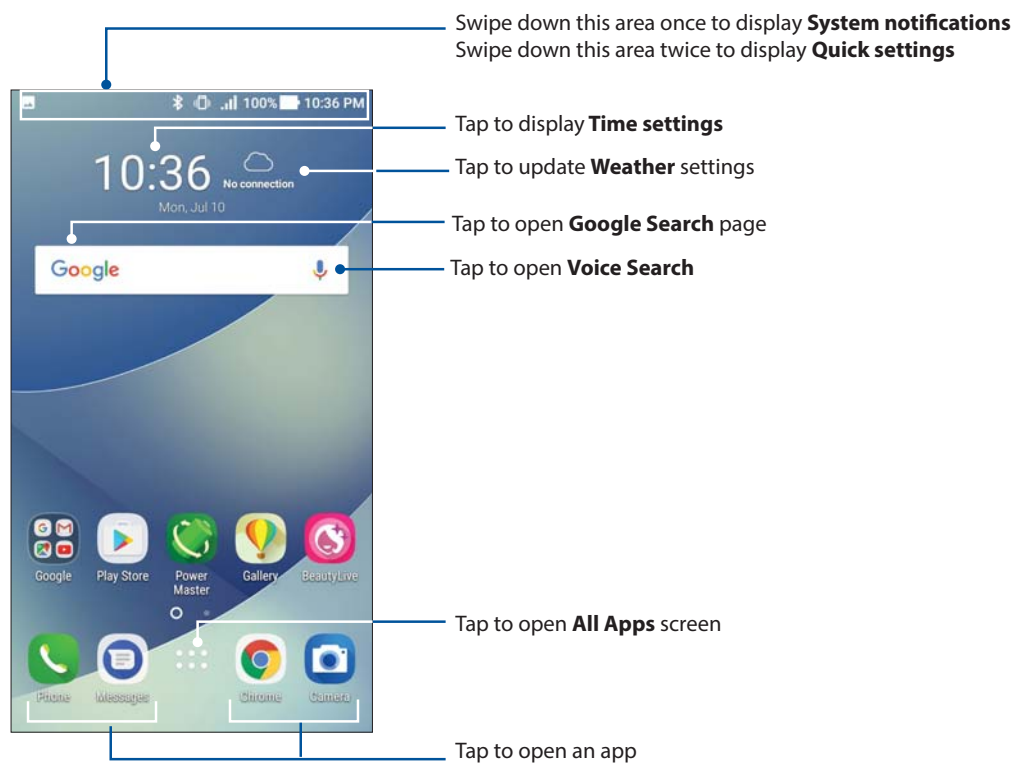 Swipe down this area once to display System notifications
Swipe down this area twice to display Quick settings
100% 10:36 PM
Tap to display Time settings
10:36
No connection
Tap to update Weather settings
Mon, Jul 10
Tap to open Google Search page
Google
Tap to open Voice Search
Google
Play Store
Power
Master
Gallery
BeautyLive
Tap to open All Apps screen
Phone
Messages
Chrome
Camera
Tap to open an app